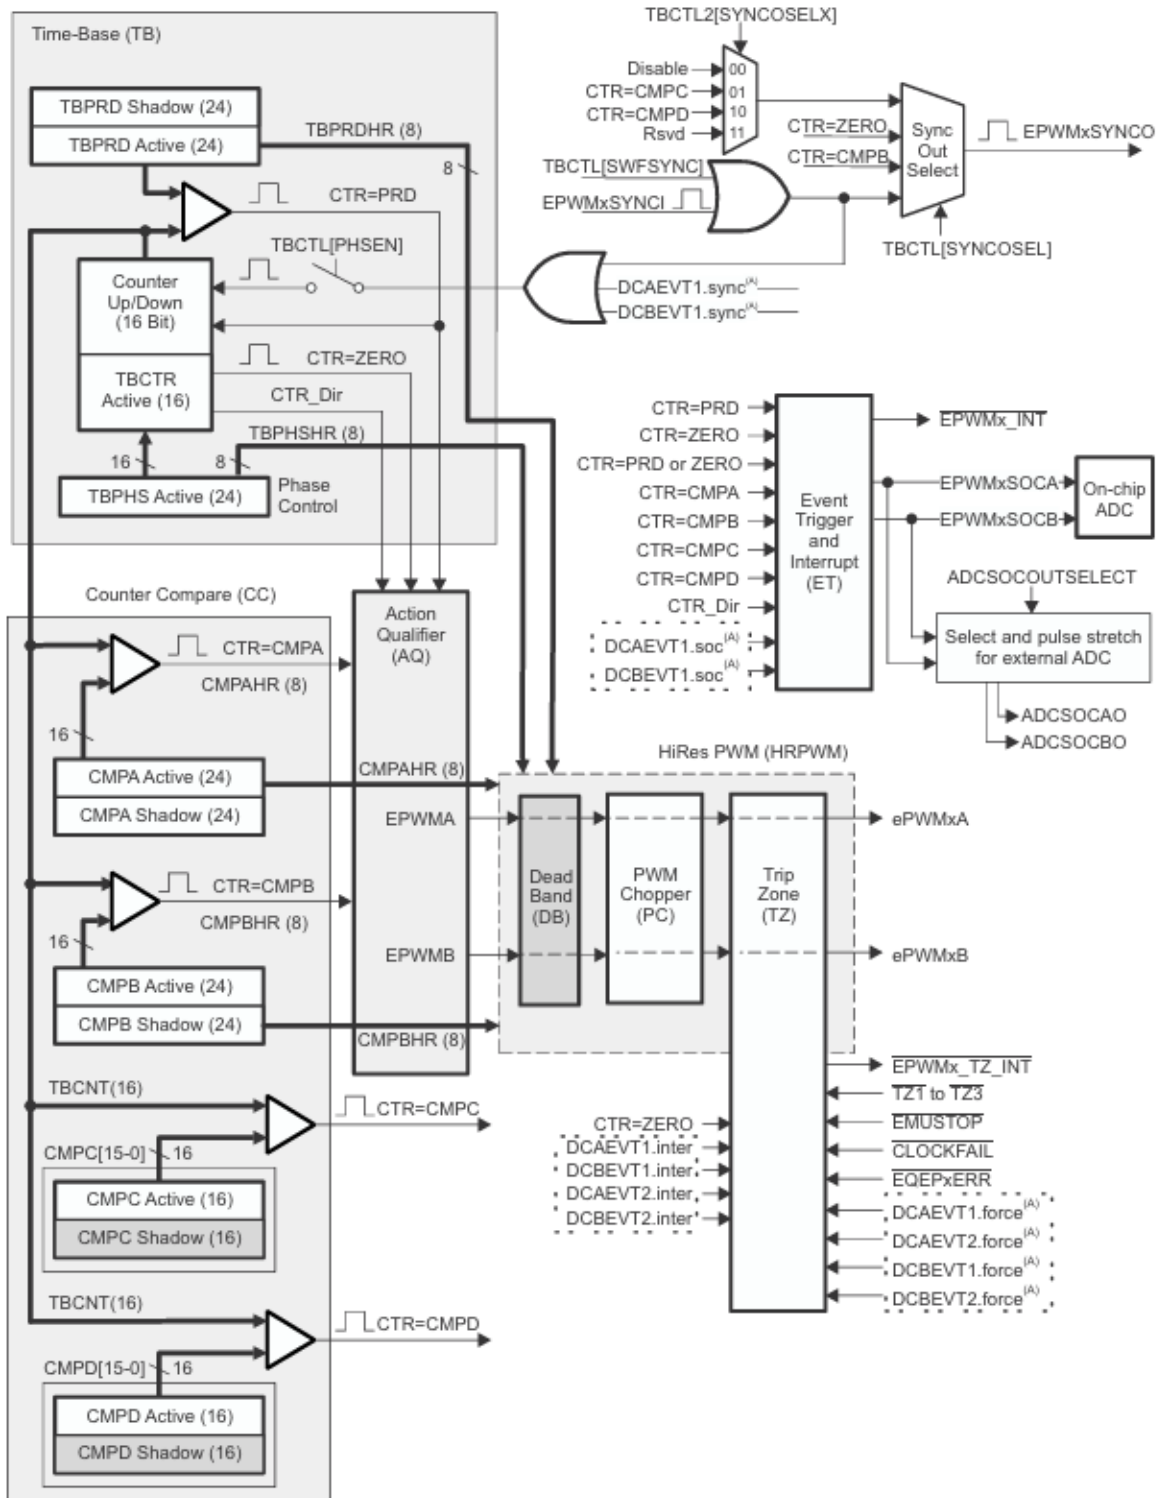 TBCTL2[SYNCOSELX]
Time-Base (TB)
Disable
00
CTR=CMPC
01
CTR=CMPD
10
Rsvd
11
TBPRD Shadow (24)
TBPRD Active (24)
TBPRDHR (8)
8
CTR=ZERO
CTR=CMPB
Sync
Out
Select
EPWMxSYNCO
TBCTL[SWFSYNC]
EPWMxSYNCI
TBCTL[SYNCOSEL]
CTR=PRD
TBCTL[PHSEN]
DCAEVT1.sync(A)
DCBEVT1.sync(A)
Counter
Up/Down
(16 Bit)
TBCTR
Active (16)
CTR=ZERO
CTR_Dir
TBPHSHR (8)
16
8
TBPHS Active (24)
Phase
Control
CTR=PRD
CTR=ZERO
CTR=PRD or ZERO
CTR=CMPA
CTR=CMPB
CTR=CMPC
CTR=CMPD
CTR_Dir
DCAEVT1.soc(A)
DCBEVT1.soc(A)
Event
Trigger
and
Interrupt
(ET)
EPWMx_INT
EPWMxSOCA
EPWMxSOCB
On-chip
ADC
ADCSOCOUTSELECT
Select and pulse stretch
for external ADC
ADCSOCAO
ADCSOCBO
Counter Compare (CC)
Action
Qualifier
(AQ)
CTR=CMPA
CMPAHR (8)
16
CMPA Active (24)
CMPA Shadow (24)
CMPAHR (8)
EPWMA
CTR=CMPB
CMPBHR (8)
16
EPWMB
CMPB Active (24)
CMPB Shadow (24)
CMPBHR (8)
HiRes PWM (HRPWM)
Dead
Band
(DB)
PWM
Chopper
(PC)
Trip
Zone
(TZ)
ePWMxA
ePWMxB
EPWMx_TZ_INT
TZ1 to TZ3
EMUSTOP
CLOCKFAIL
EQEPxERR
DCAEVT1.force(A)
DCAEVT2.force(A)
DCBEVT1.force(A)
DCBEVT2.force(A)
CTR=ZERO
DCAEVT1.inter
DCBEVT1.inter
DCAEVT2.inter
DCBEVT2.inter
TBCNT(16)
CTR=CMPC
CMPC[15-0]
16
CMPC Active (16)
CMPC Shadow (16)
TBCNT(16)
CTR=CMPD
CMPD[15-0]
16
CMPD Active (16)
CMPD Shadow (16)